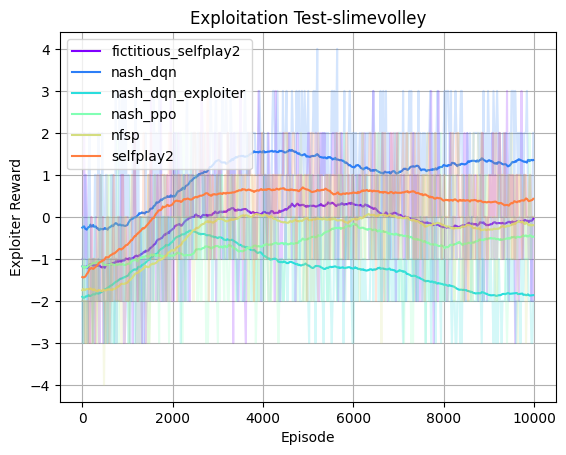 Exploitation Test-slimevolley
fictitious_selfplay2
nash_dqn
nash_dqn_exploiter
nash_ppo
nfsp
selfplay2
Exploiter Reward
4
3
2
1
0
−1
−2
−3
−4
0
2000
4000
6000
8000
10000
Episode